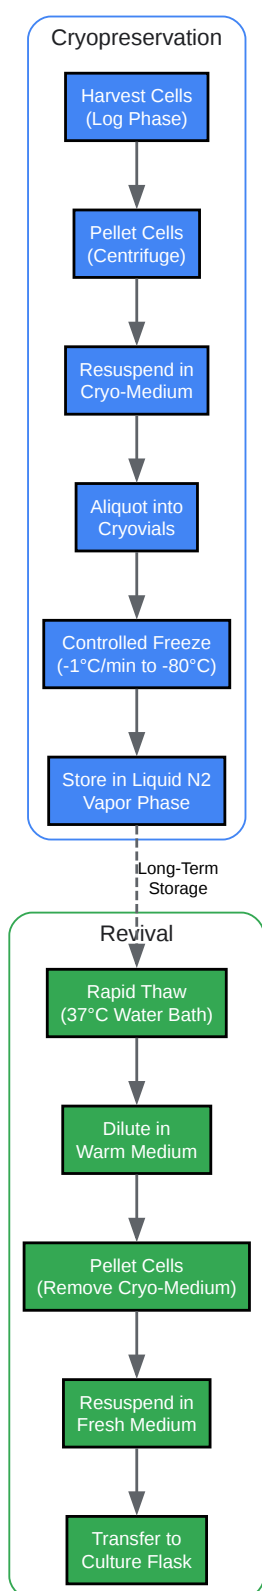 Cryopreservation
Harvest Cells
(Log Phase)
Pellet Cells
(Centrifuge)
Resuspend in
Cryo-Medium
Aliquot into
Cryovials
Controlled Freeze
(-1°C/min to -80°C)
Store in Liquid N2
Vapor Phase
Long-Term
Storage
Revival
Rapid Thaw
(37°C Water Bath)
Dilute in
Warm Medium
Pellet Cells
(Remove Cryo-Medium)
Resuspend in
Fresh Medium
Transfer to
Culture Flask